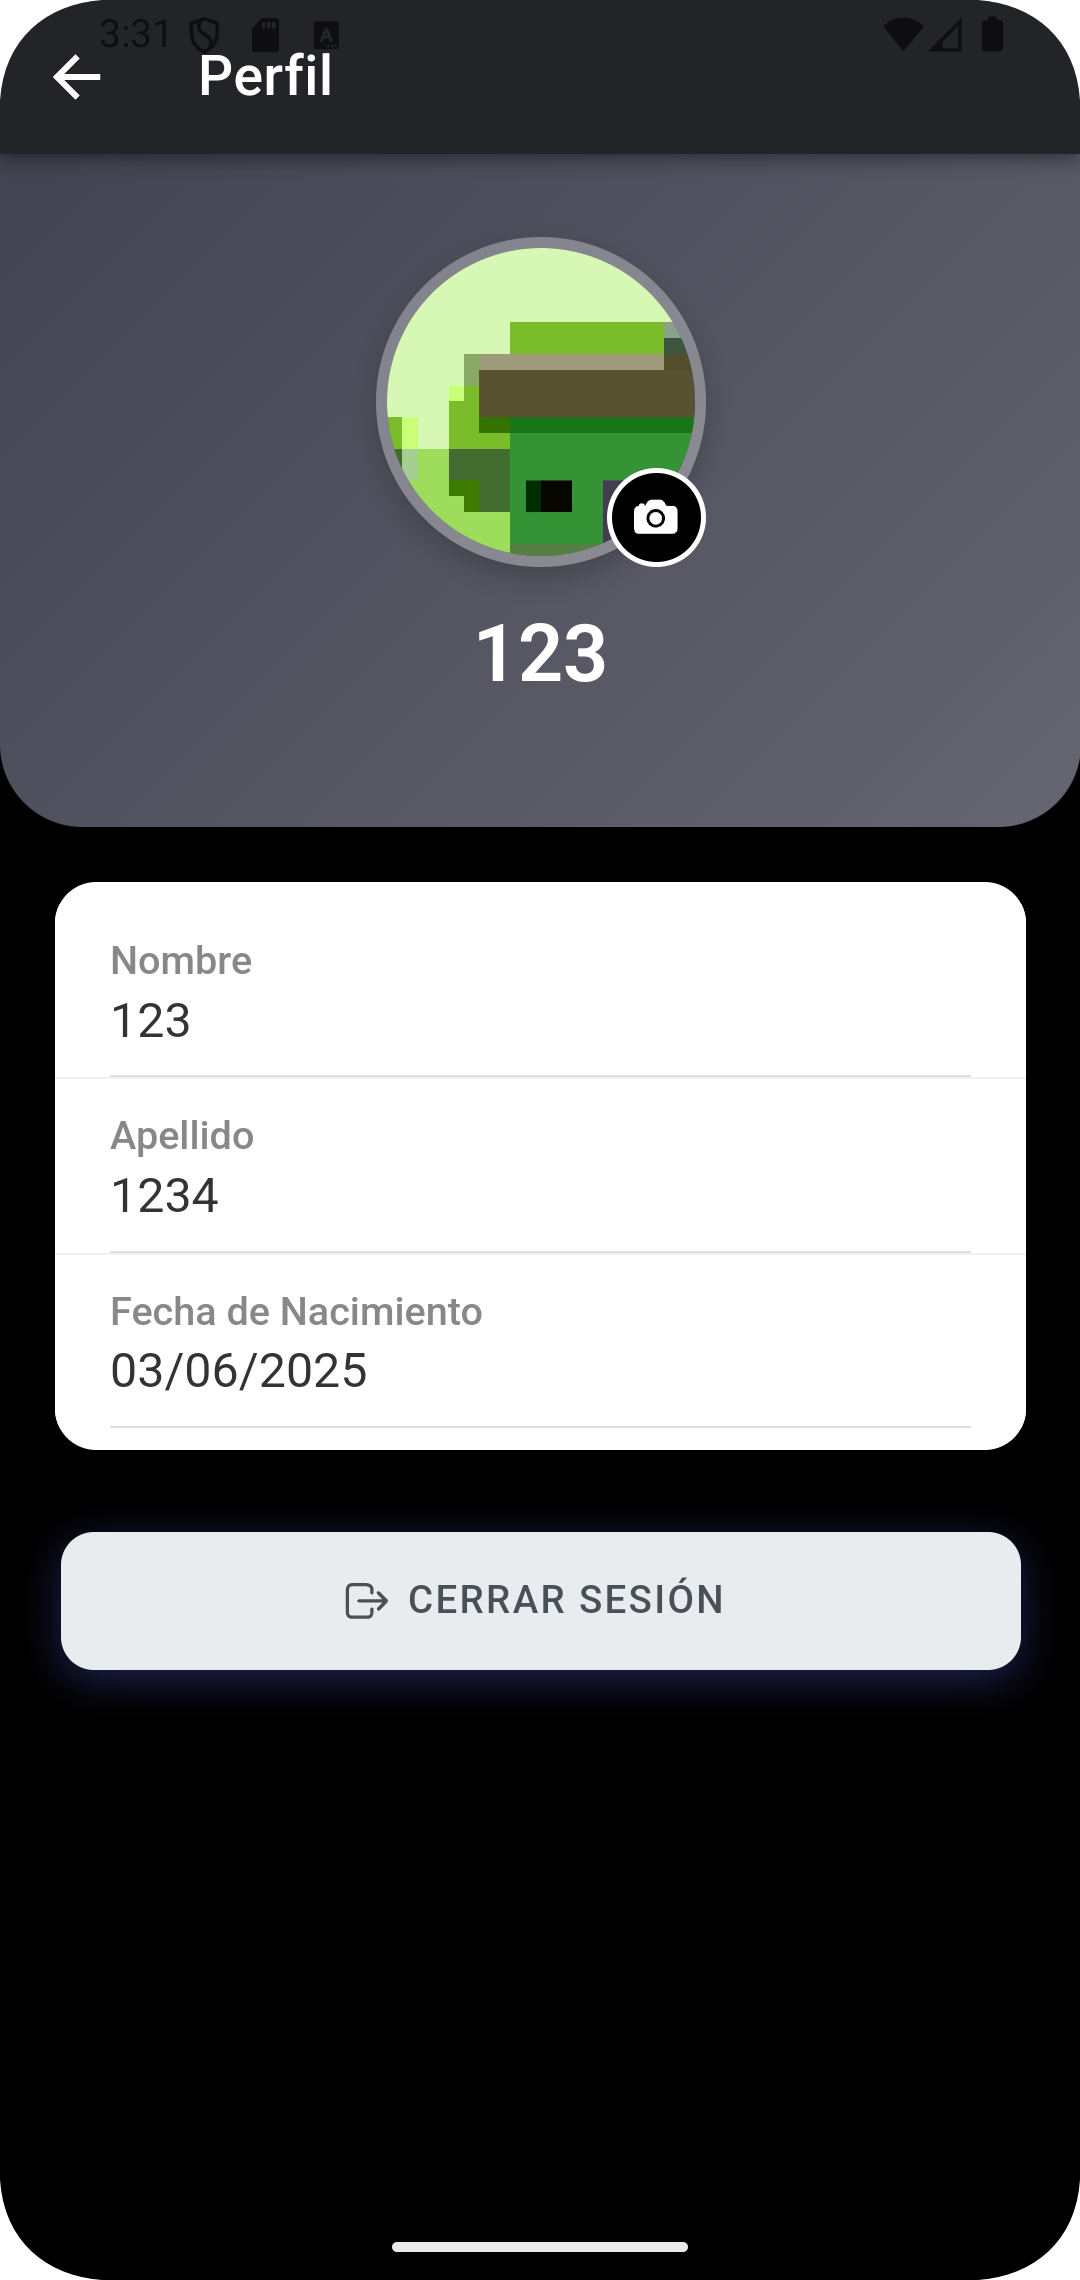 3:31
Perfil
123
Nombre
123
Apellido
1234
Fecha de Nacimiento
03/06/2025
CERRAR SESIÓN